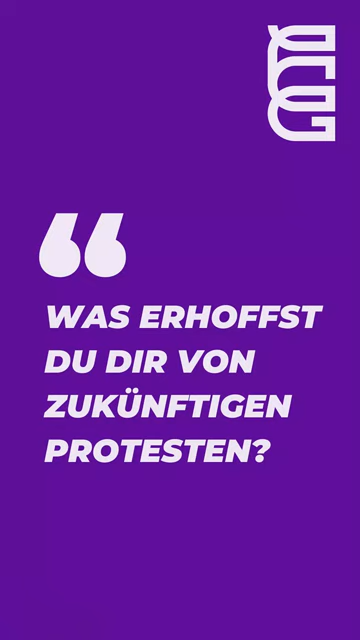 WAS ERHOFFST
DU DIR VON
ZUKÜNFTIGEN
PROTESTEN?